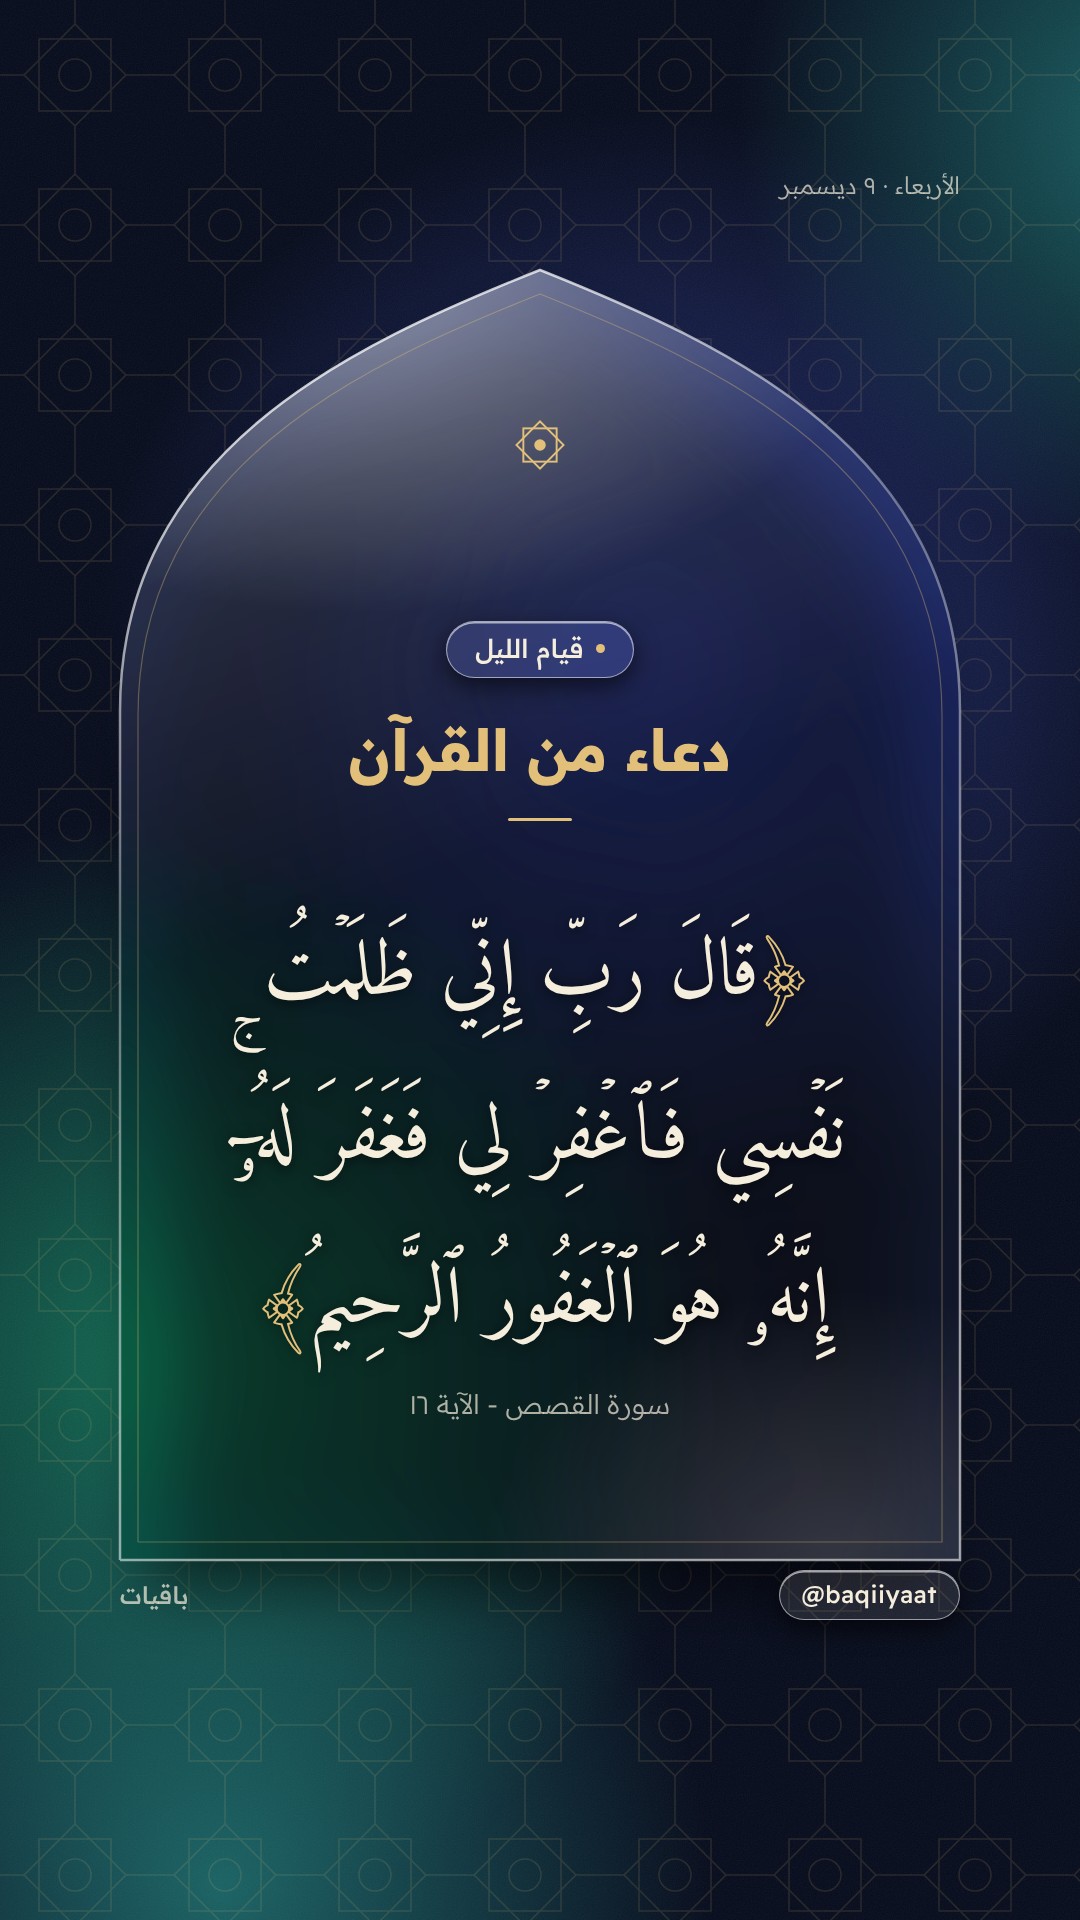 الأربعاء · ٩ ديسمبر
قيام الليل
دعاء من القرآن
﴿قَالَ رَبِّ إِنِّي ظَلَمۡتُ
نَفۡسِي فَٱغۡفِرۡ لِي فَغَفَرَ لَهُۥٓۚ
إِنَّهُۥ هُوَ ٱلۡغَفُورُ ٱلرَّحِيمُ﴾
سورة القصص - الآية ١٦
@baqiiyaat
باقيات